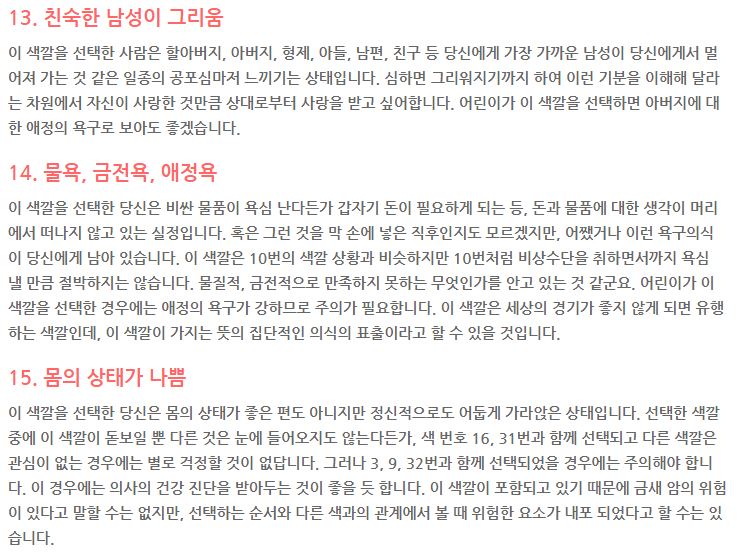 13. 친숙한 남성이 그리움
이 색깔을 선택한 사람은 할아버지, 아버지, 형제, 아들, 남편, 친구 등 당신에게 가장 가까운 남성이 당신에게서 멀
어져 가는 것 같은 일종의 공포심마저 느끼기는 상태입니다. 심하면 그리워지기까지 하여 이런 기분을 이해해 달라
는 차원에서 자신이 사랑한 것만큼 상대로부터 사랑을 받고 싶어합니다. 어린이가 이 색깔을 선택하면 아버지에 대
한 애정의 욕구로 보아도 좋겠습니다.
14. 물욕, 금전욕, 애정욕
이 색깔을 선택한 당신은 비싼 물품이 욕심 난다든가 갑자기 돈이 필요하게 되는 등, 돈과 물품에 대한 생각이 머리
에서 떠나지 않고 있는 실정입니다. 혹은 그런 것을 막 손에 넣은 직후인지도 모르겠지만, 어쨌거나 이런 욕구의식
이 당신에게 남아 있습니다. 이 색깔은 10번의 색깔 상황과 비슷하지만 10번처럼 비상수단을 취하면서까지 욕심
낼 만큼 절박하지는 않습니다. 물질적, 금전적으로 만족하지 못하는 무엇인가를 안고 있는 것 같군요. 어린이가 이
색깔을 선택한 경우에는 애정의 욕구가 강하므로 주의가 필요합니다. 이 색깔은 세상의 경기가 좋지 않게 되면 유행
하는 색깔인데, 이 색깔이 가지는 뜻의 집단적인 의식의 표출이라고 할 수 있을 것입니다.
15. 몸의 상태가 나쁨
이 색깔을 선택한 당신은 몸의 상태가 좋은 편도 아니지만 정신적으로도 어둡게 가라앉은 상태입니다. 선택한 색깔
중에 이 색깔이 돋보일 뿐 다른 것은 눈에 들어오지도 않는다든가, 색 번호 16, 31번과 함께 선택되고 다른 색깔은
관심이 없는 경우에는 별로 걱정할 것이 없답니다. 그러나 3, 9, 32번과 함께 선택되었을 경우에는 주의해야 합니
다. 이 경우에는 의사의 건강 진단을 받아두는 것이 좋을 듯 합니다. 이 색깔이 포함되고 있기 때문에 금새 암의 위험
이 있다고 말할 수는 없지만, 선택하는 순서와 다른 색과의 관계에서 볼 때 위험한 요소가 내포 되었다고 할 수는 있
습니다.